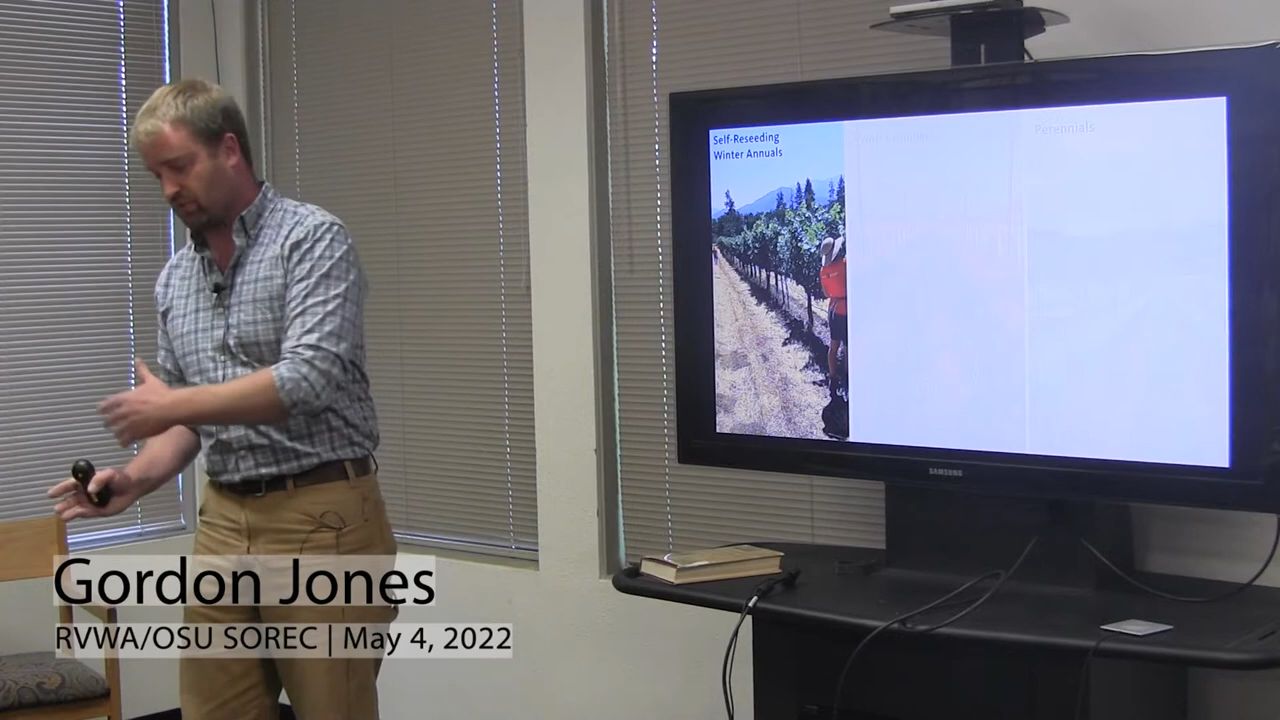 Self-Reseeding
Winter Annuals
Perennials
SAMSUNG
Gordon Jones
RVWA/OSU SOREC | May 4, 2022